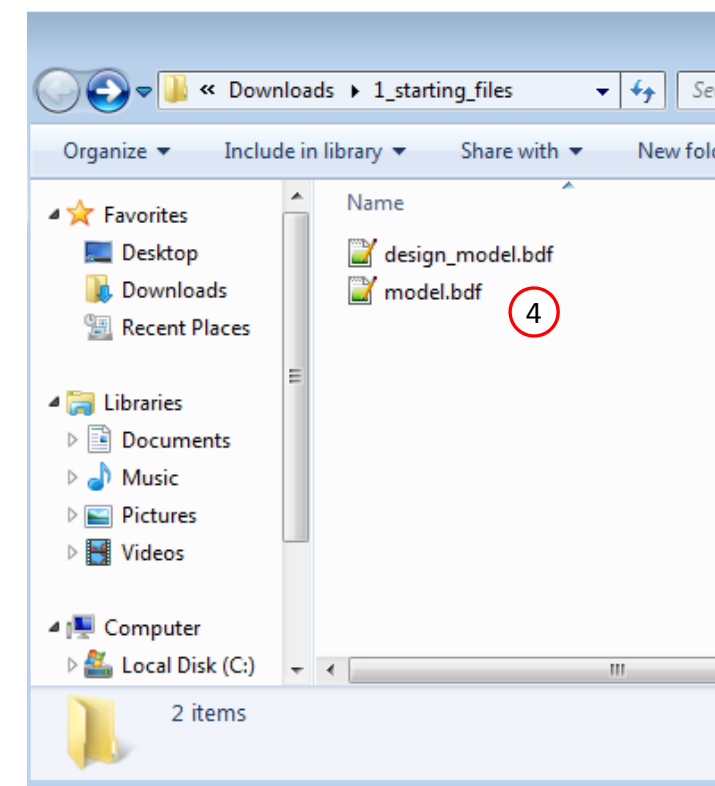 « Downloads ▸ 1_starting_files
Se
Organize
Include in library
Share with
New fol
Favorites
Desktop
Downloads
Recent Places
Libraries
Documents
Music
Pictures
Videos
Computer
Local Disk (C:)
Name
design_model.bdf
model.bdf
4
2 items